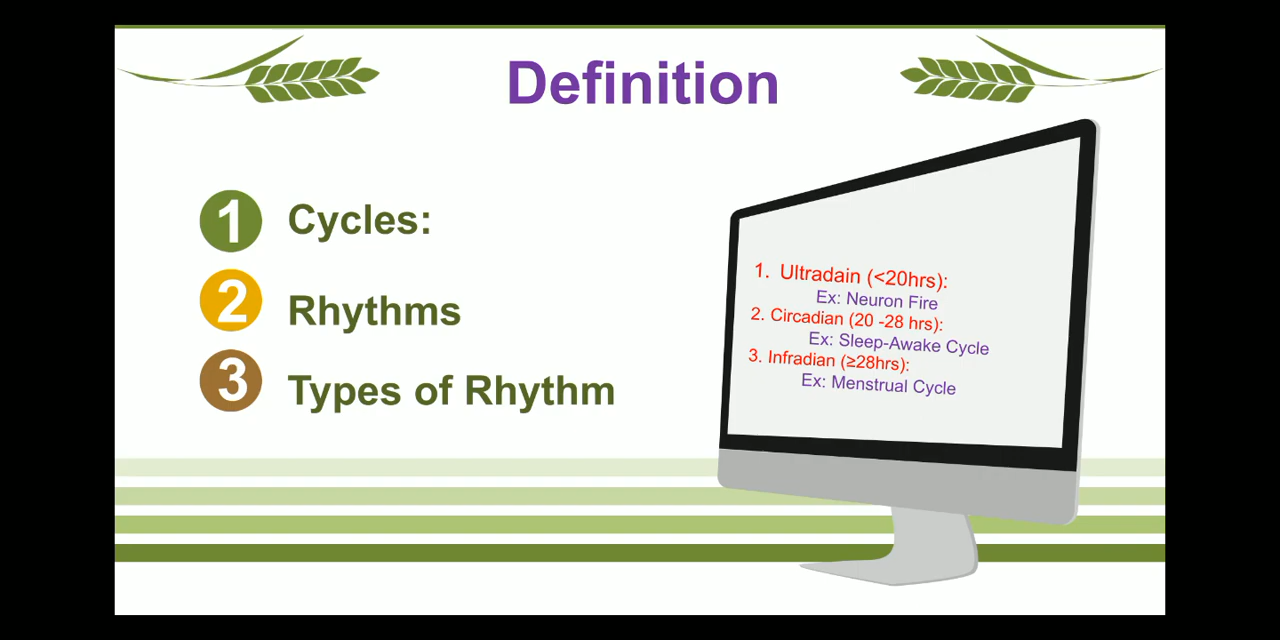 Definition
1 Cycles:
2 Rhythms
3 Types of Rhythm
1. Ultradain (<20hrs):
Ex: Neuron Fire
2. Circadian (20 -28 hrs):
Ex: Sleep-Awake Cycle
3. Infradian (≥28hrs):
Ex: Menstrual Cycle